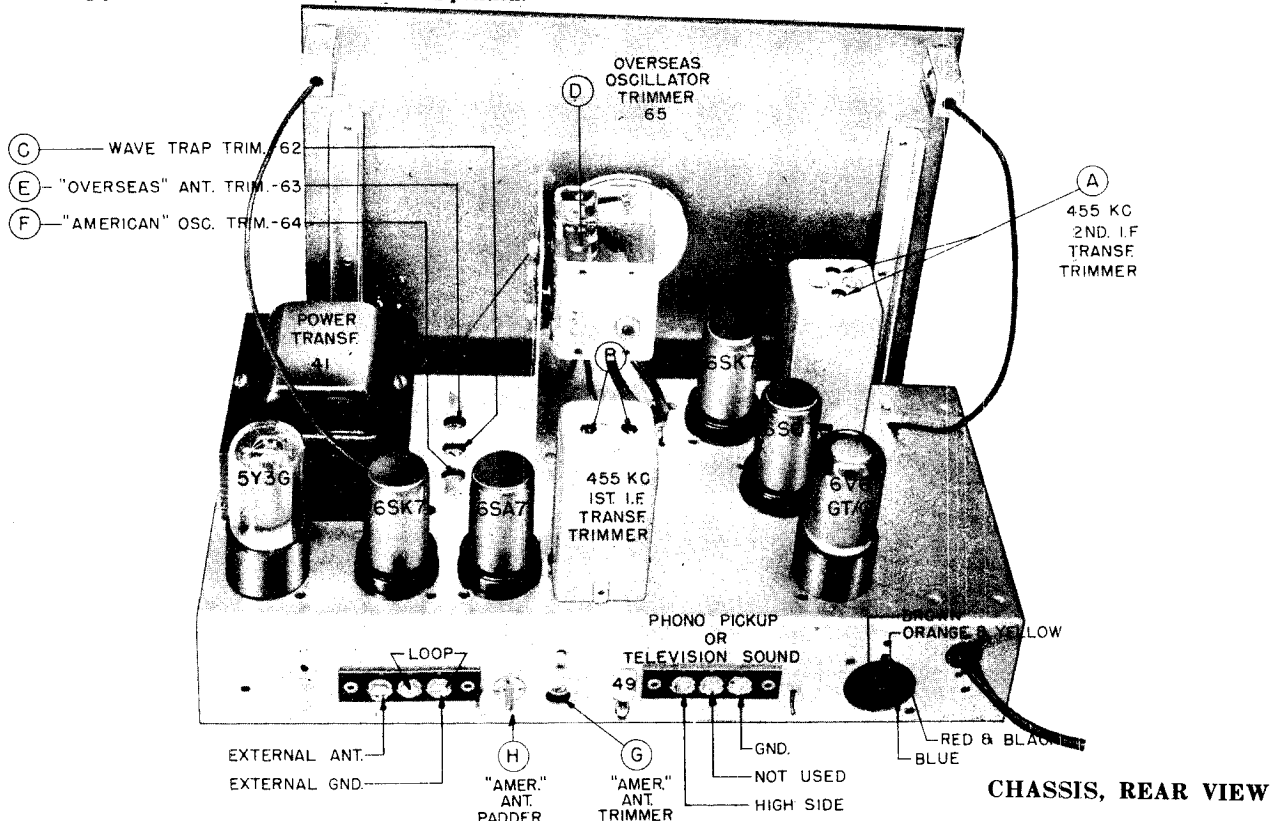 OVERSEAS
OSCILLATOR
TRIMMER
65
D
C WAVE TRAP TRIM.-62
E "OVERSEAS" ANT. TRIM.-63
F "AMERICAN" OSC. TRIM.-64
A
455 KC
2ND. I.F
TRANSF.
TRIMMER
POWER
TRANSF.
41
B
6SK7
5Y3G
6SK7
6SA7
455 KC
1ST. I.F.
TRANSF.
TRIMMER
GT/G
PHONO PICKUP
OR
TELEVISION SOUND
BROWN
ORANGE & YELLOW
LOOP
49
EXTERNAL ANT.
EXTERNAL GND.
H
"AMER."
ANT.
PADDER
G
"AMER."
ANT.
TRIMMER
GND.
NOT USED
HIGH SIDE
RED & BLACK
BLUE
CHASSIS, REAR VIEW